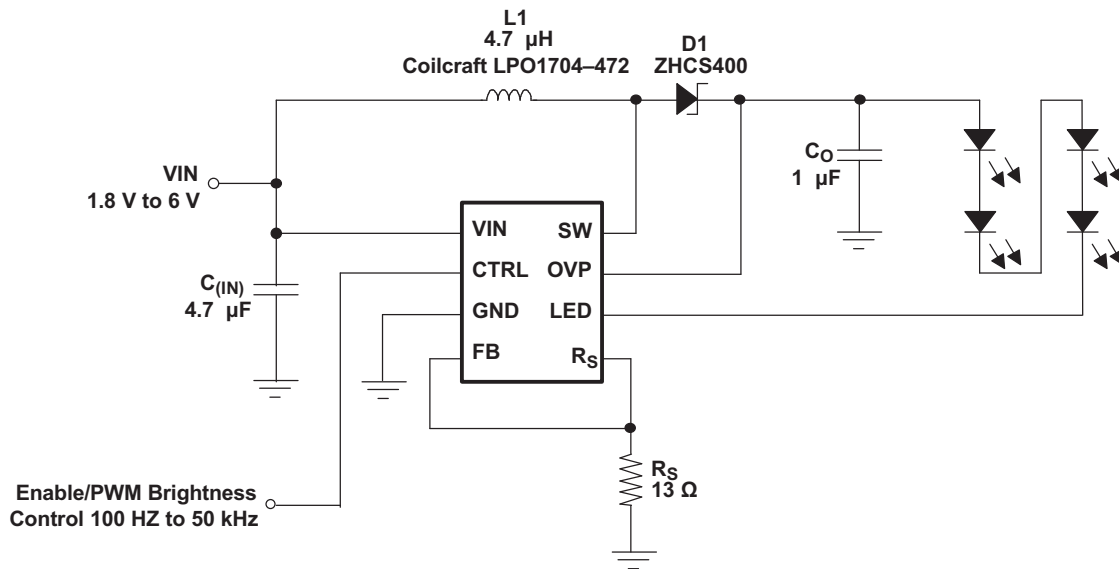 L1
4.7 µH
Coilcraft LPO1704–472
D1
ZHCS400
VIN
1.8 V to 6 V
C(IN)
4.7 µF
CO
1 µF
VIN
SW
CTRL
OVP
GND
LED
FB
RS
RS
13 Ω
Enable/PWM Brightness
Control 100 HZ to 50 kHz